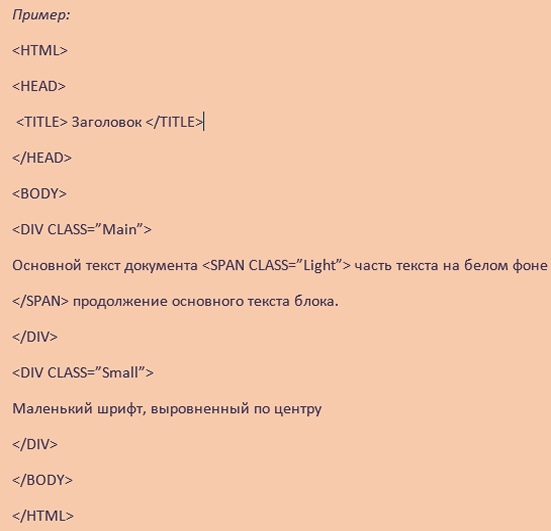 Пример:
<HTML>
<HEAD>
<TITLE> Заголовок </TITLE>
</HEAD>
<BODY>
<DIV CLASS=”Main”>
Основной текст документа <SPAN CLASS=”Light”> часть текста на белом фоне
</SPAN> продолжение основного текста блока.
</DIV>
<DIV CLASS=”Small”>
Маленький шрифт, выровненный по центру
</DIV>
</BODY>
</HTML>